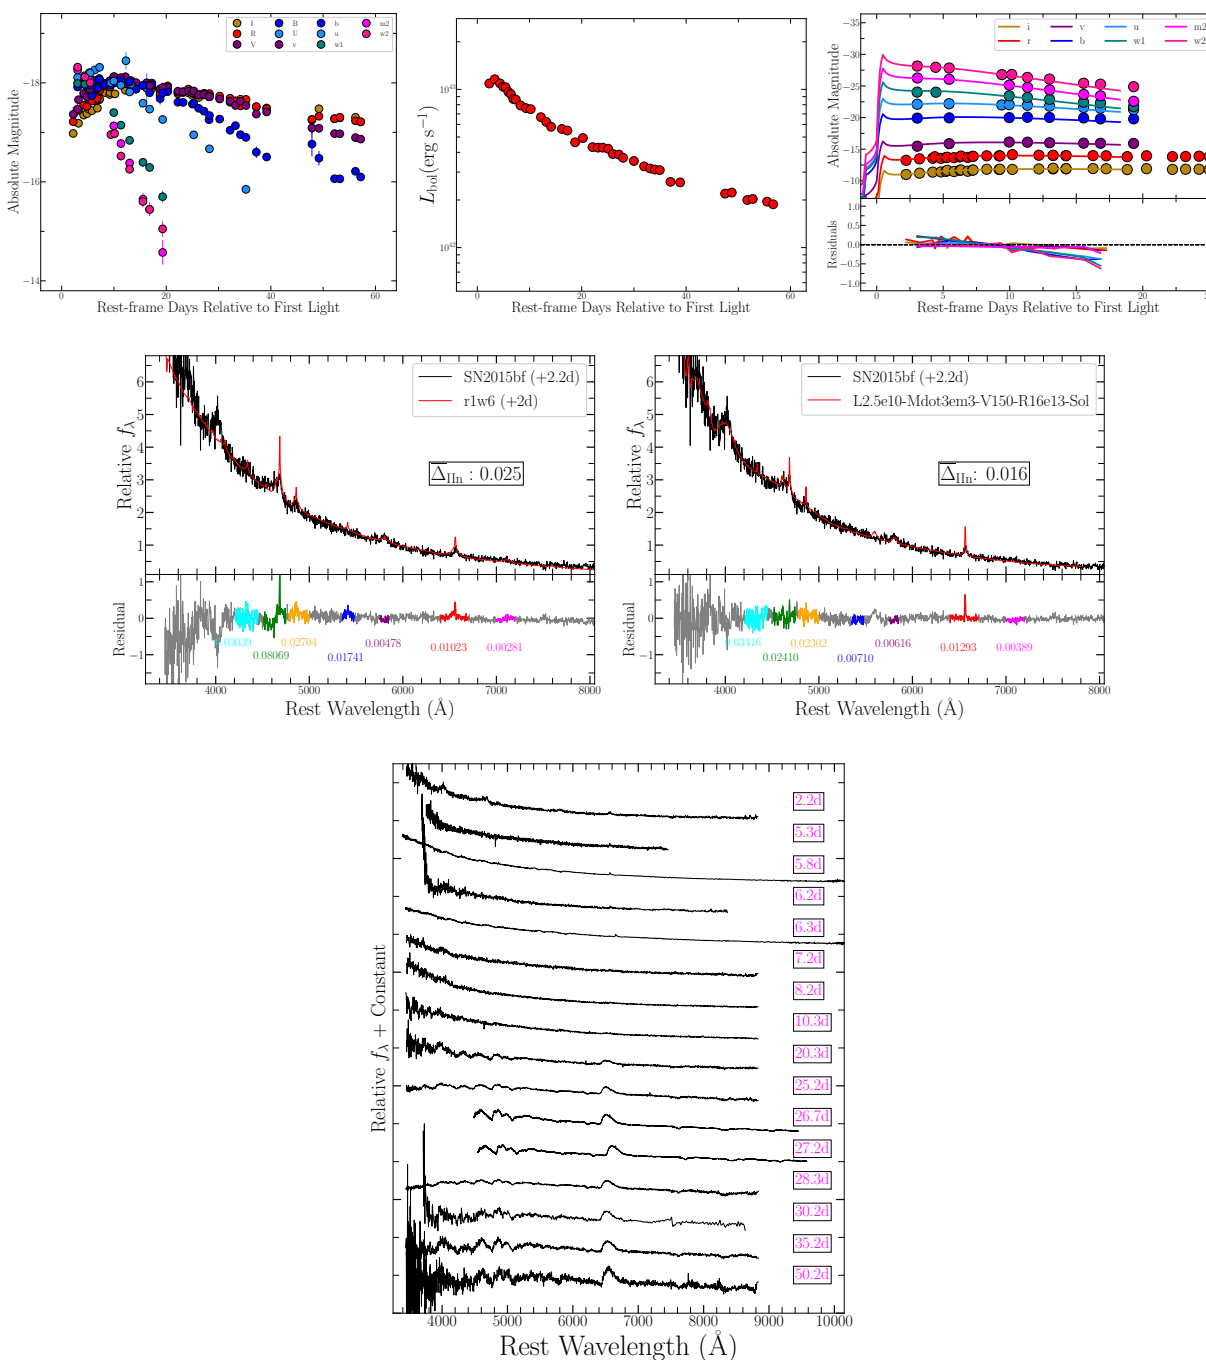 I B b m2
R U u w2
V v w1
−18
−16
−14
Absolute Magnitude
0 20 40 60
Rest-frame Days Relative to First Light
10⁴³
10⁴²
L_bol(erg s⁻¹)
0 20 40 60
Rest-frame Days Relative to First Light
i v u m2
r b w1 w2
−35
−30
−25
−20
−15
−10
Absolute Magnitude
1.0
0.5
0.0
−0.5
−1.0
Residuals
0 5 10 15 20 25
Rest-frame Days Relative to First Light
SN2015bf (+2.2d)
r1w6 (+2d)
Δ_IIn : 0.025
6
5
4
3
2
1
Relative f_λ
1
0
−1
Residual
0.03039 0.02704 0.00478 0.01023 0.00281
0.08069 0.01741
4000 5000 6000 7000 8000
Rest Wavelength (Å)
SN2015bf (+2.2d)
L2.5e10-Mdot3em3-V150-R16e13-Sol
Δ_IIn: 0.016
6
5
4
3
2
1
Relative f_λ
1
0
−1
Residual
0.03416 0.02302 0.00616 0.01293 0.00389
0.02410 0.00710
4000 5000 6000 7000 8000
Rest Wavelength (Å)
2.2d
5.3d
5.8d
6.2d
6.3d
7.2d
8.2d
10.3d
20.3d
25.2d
26.7d
27.2d
28.3d
30.2d
35.2d
50.2d
Relative f_λ + Constant
4000 5000 6000 7000 8000 9000 10000
Rest Wavelength (Å)